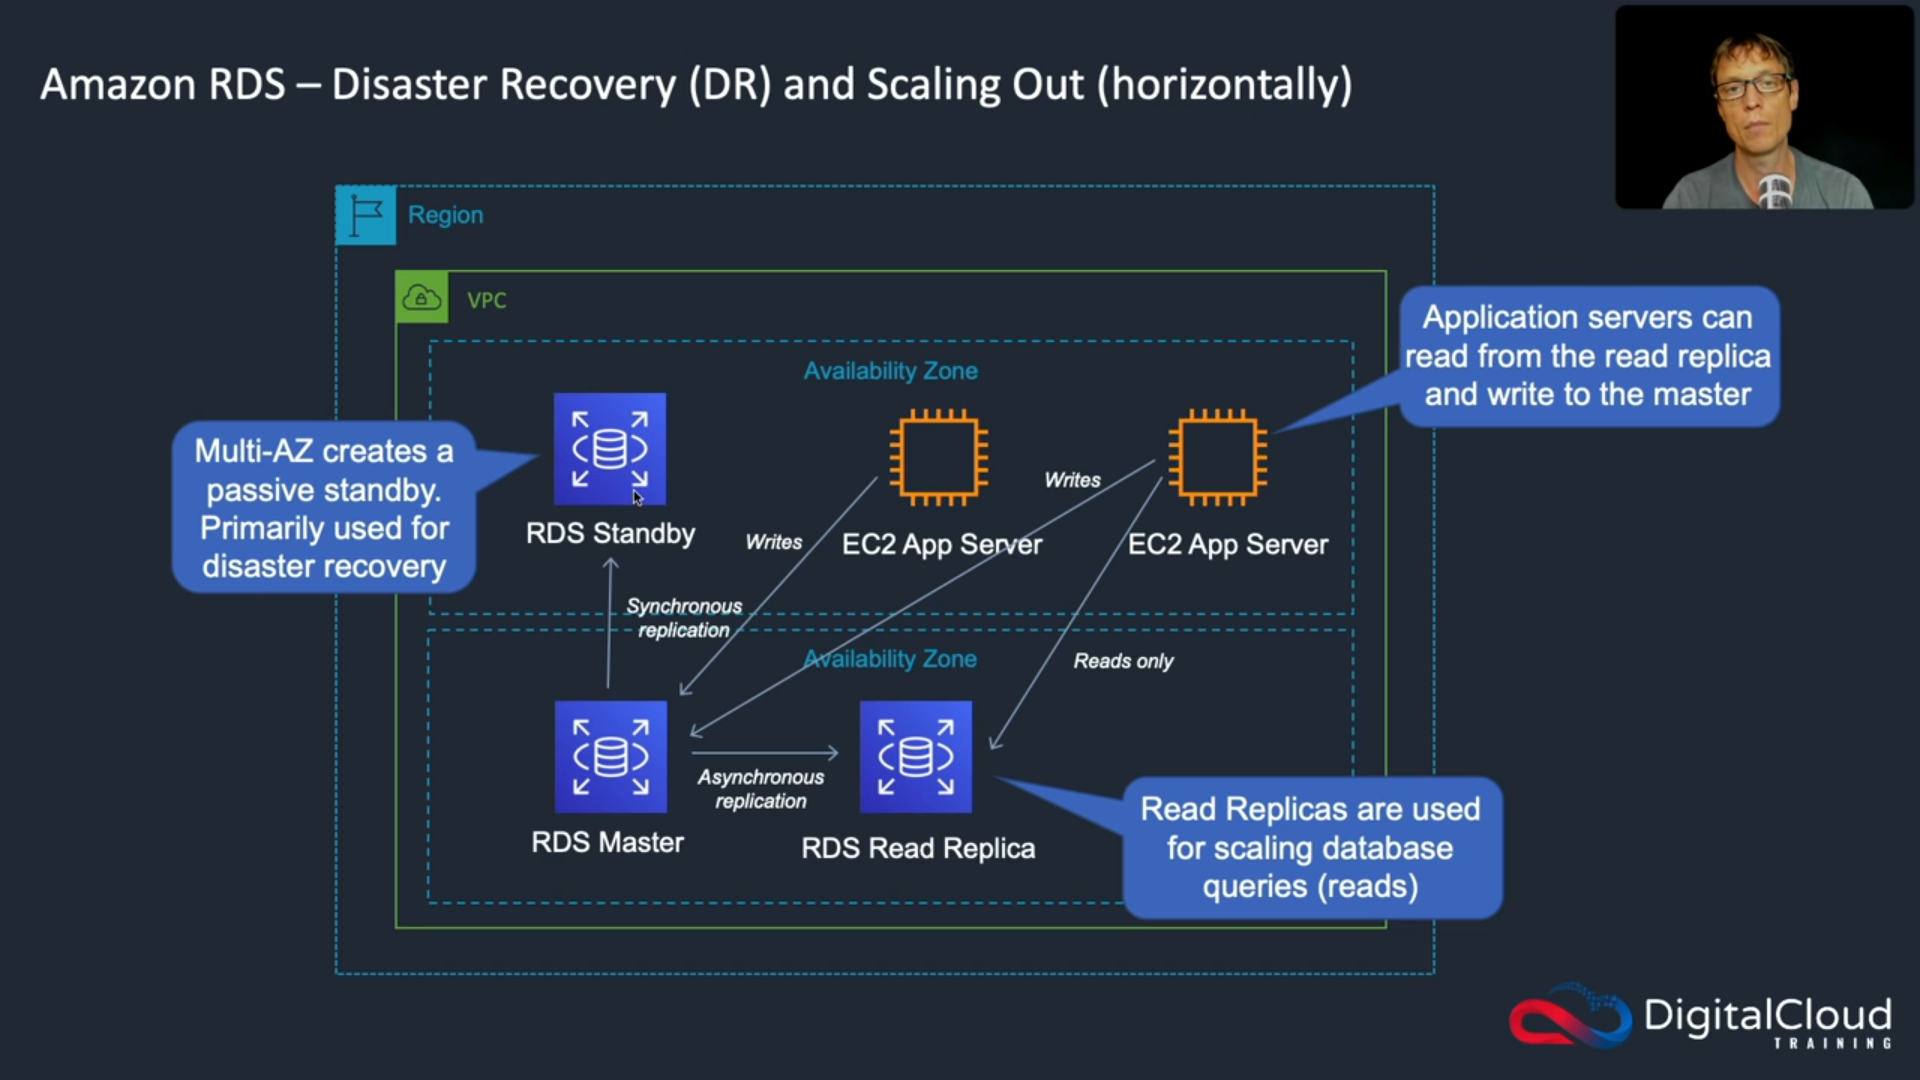 Amazon RDS – Disaster Recovery (DR) and Scaling Out (horizontally)
Region
VPC
Application servers can
read from the read replica
and write to the master
Availability Zone
Multi-AZ creates a
passive standby.
Primarily used for
disaster recovery
Writes
RDS Standby
Writes
EC2 App Server
EC2 App Server
Synchronous
replication
Availability Zone
Reads only
Asynchronous
replication
RDS Master
RDS Read Replica
Read Replicas are used
for scaling database
queries (reads)
DigitalCloud
TRAINING